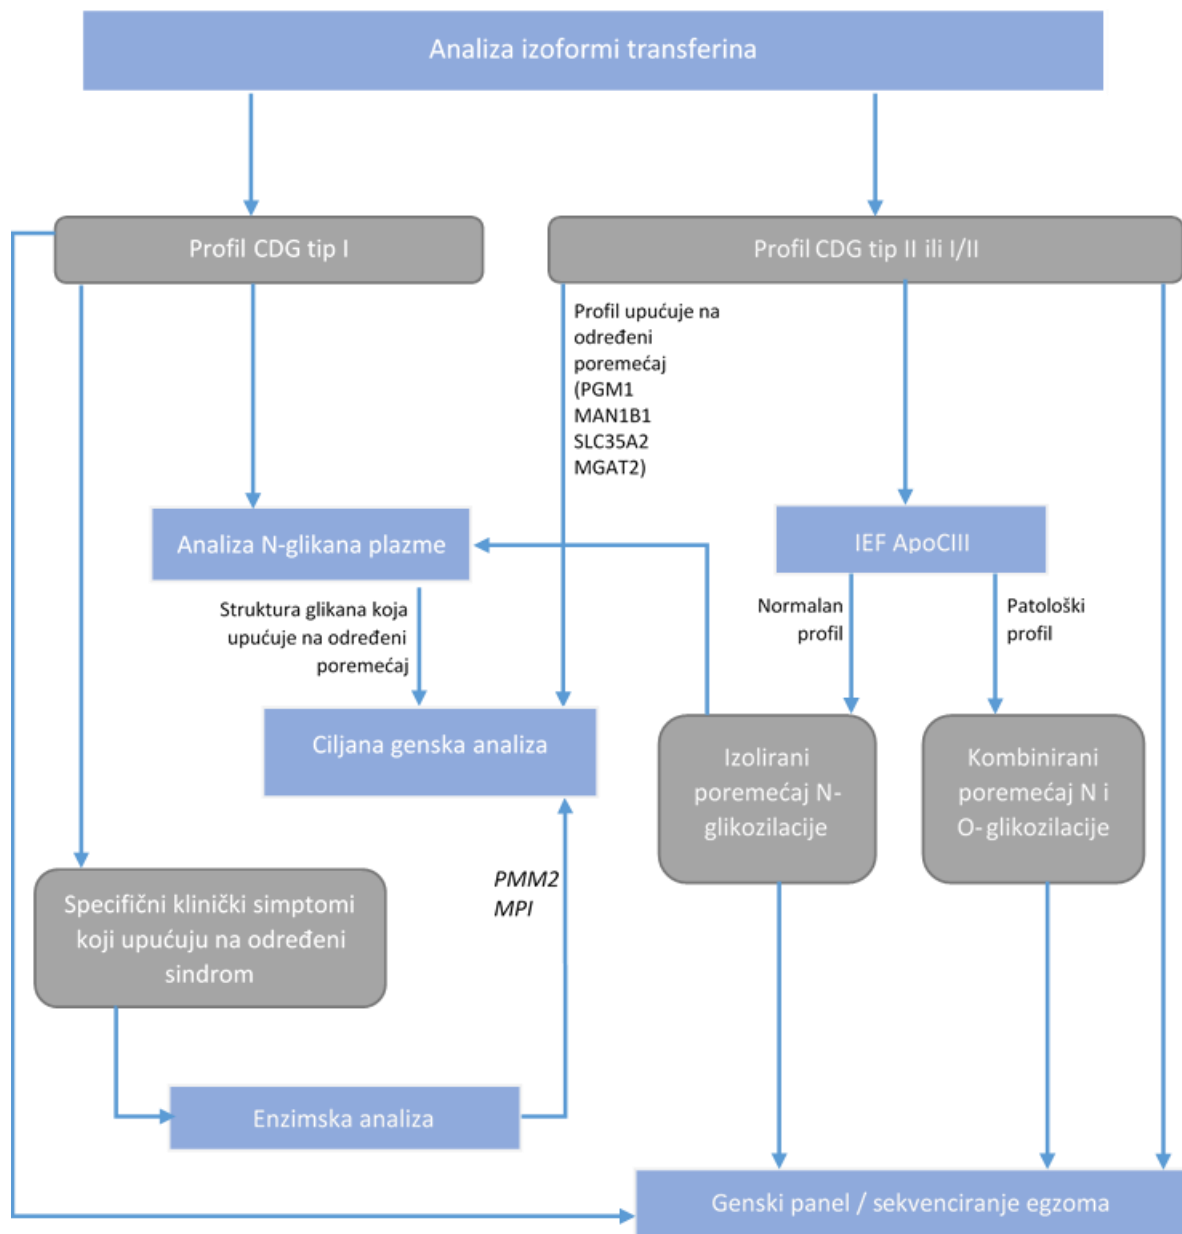 Analiza izoformi transferina
Profil CDG tip I
Profil CDG tip II ili I/II
Profil upućuje na
određeni
poremećaj
(PGM1
MAN1B1
SLC35A2
MGAT2)
Analiza N-glikana plazme
IEF ApoCIII
Struktura glikana koja
upućuje na određeni
poremećaj
Normalan
profil
Patološki
profil
Ciljana genska analiza
Izolirani
poremećaj N-
glikozilacije
Kombinirani
poremećaj N i
O-glikozilacije
PMM2
MPI
Specifični klinički simptomi
koji upućuju na određeni
sindrom
Enzimska analiza
Genski panel / sekvenciranje egzoma